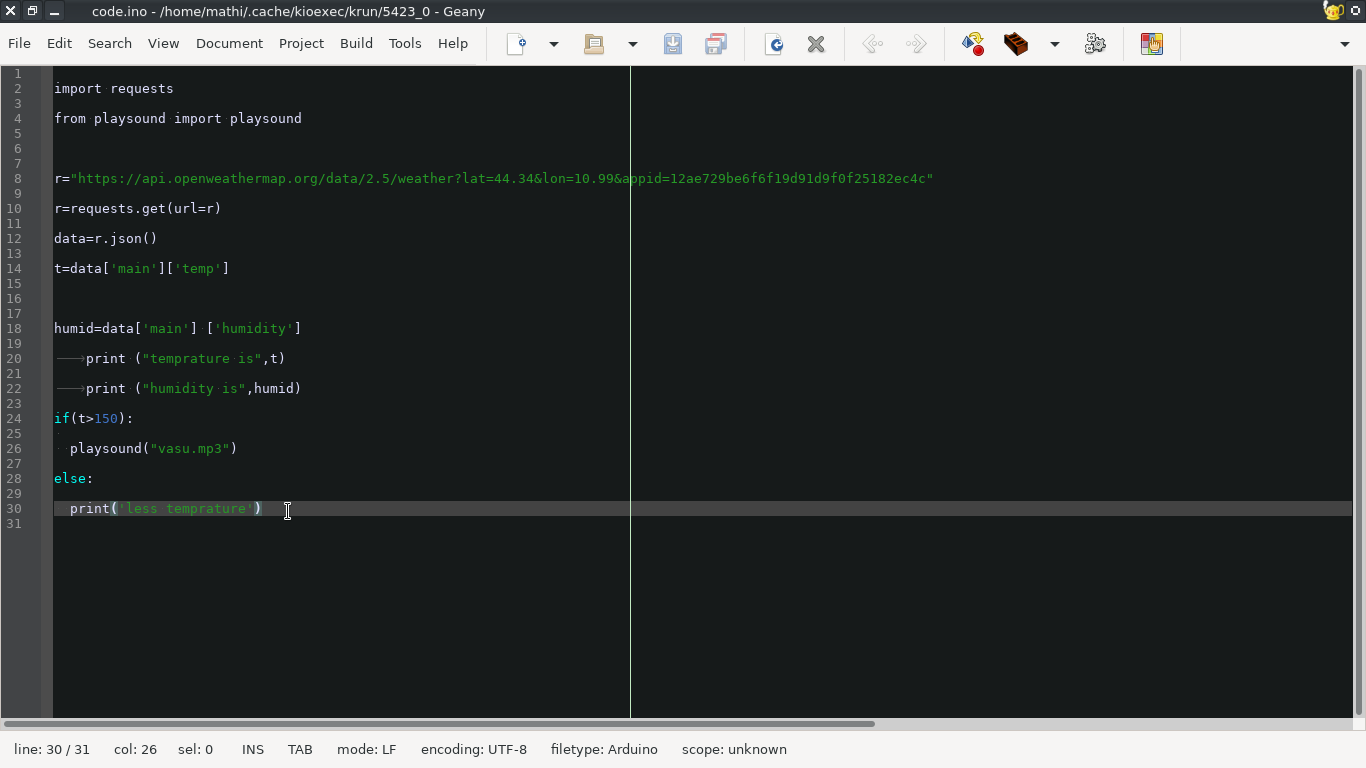 code.ino - /home/mathi/.cache/kioexec/krun/5423_0 - Geany
File Edit Search View Document Project Build Tools Help
1
2 import requests
3
4 from playsound import playsound
5
6
7
8 r="https://api.openweathermap.org/data/2.5/weather?lat=44.34&lon=10.99&appid=12ae729be6f6f19d91d9f0f25182ec4c"
9
10 r=requests.get(url=r)
11
12 data=r.json()
13
14 t=data['main']['temp']
15
16
17
18 humid=data['main'] ['humidity']
19
20 print ("temprature is",t)
21
22 print ("humidity is",humid)
23
24 if(t>150):
25
26 playsound("vasu.mp3")
27
28 else:
29
30 print('less temprature')
31
line: 30 / 31 col: 26 sel: 0 INS TAB mode: LF encoding: UTF-8 filetype: Arduino scope: unknown